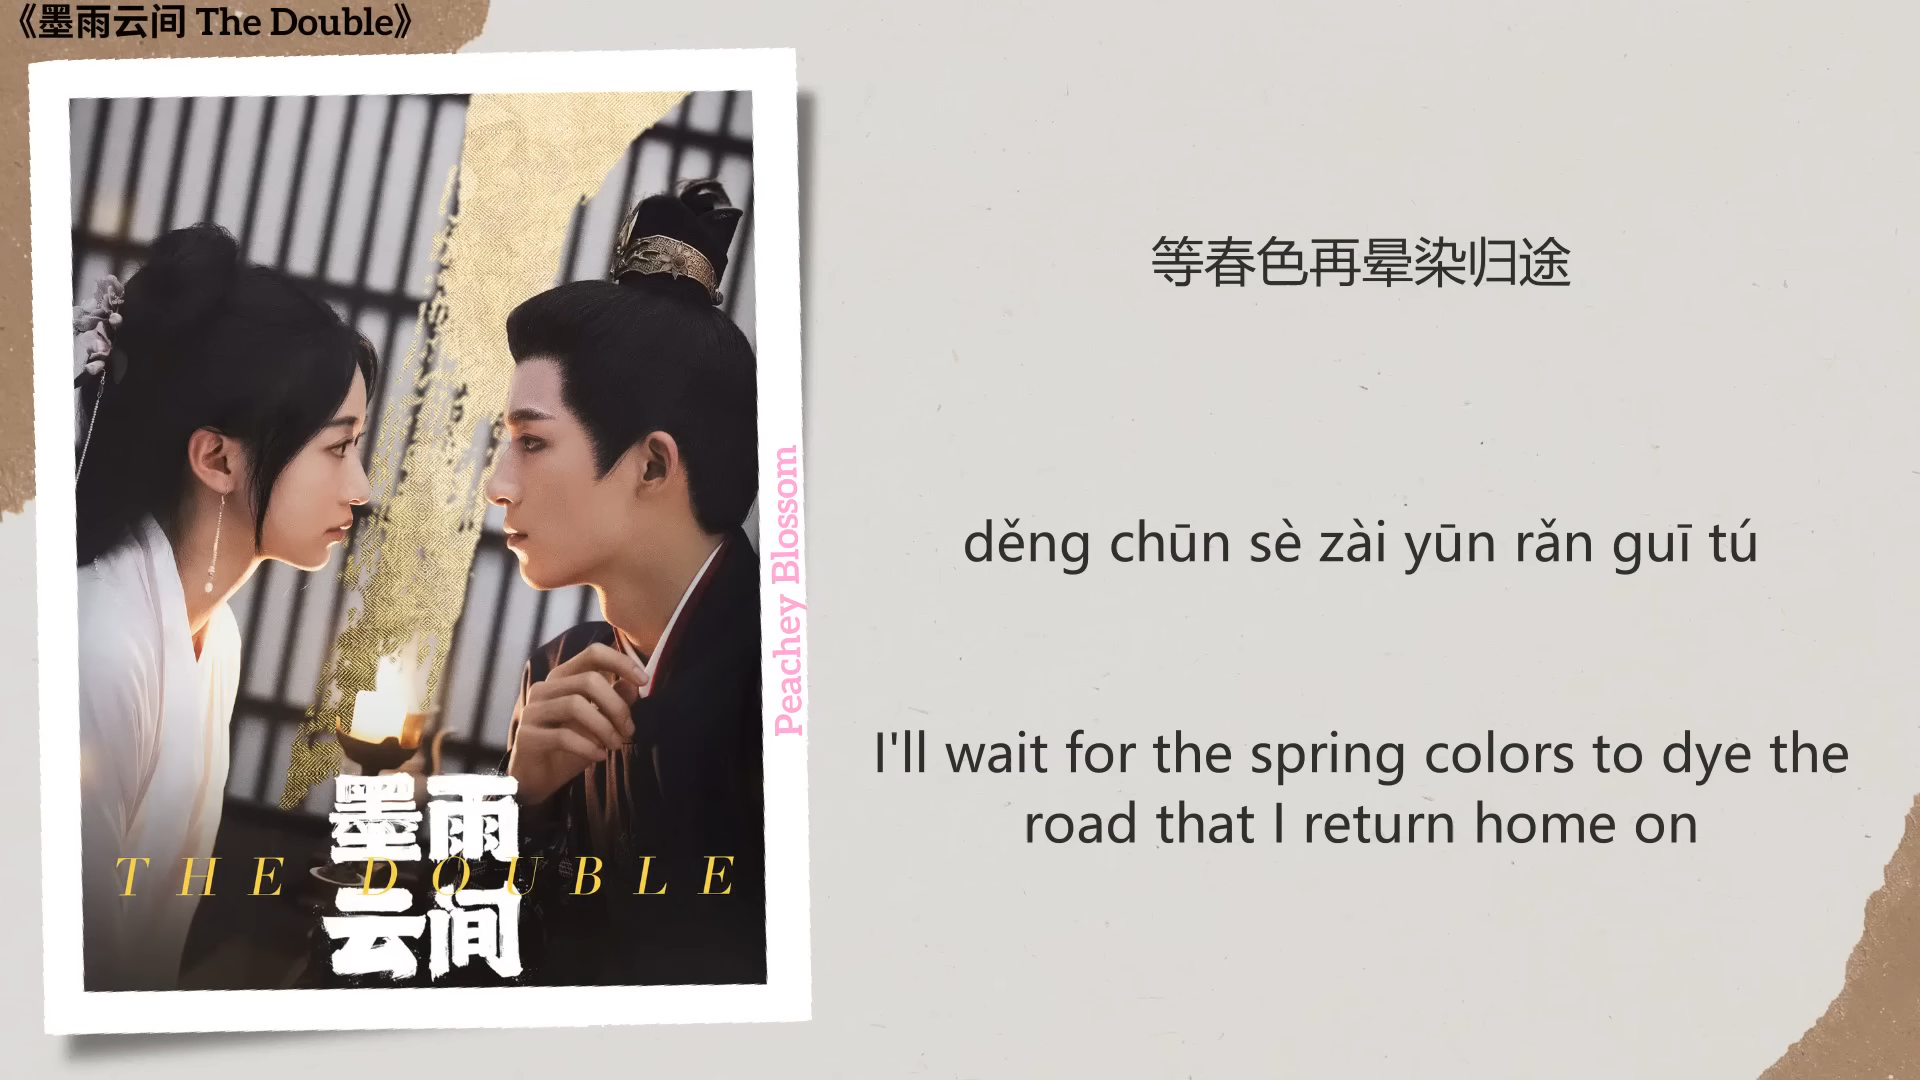 《墨雨云间 The Double》
墨雨
THE DOUBLE
云间
Peachey Blossom
等春色再晕染归途
děng chūn sè zài yūn rǎn guī tú
I'll wait for the spring colors to dye the
road that I return home on